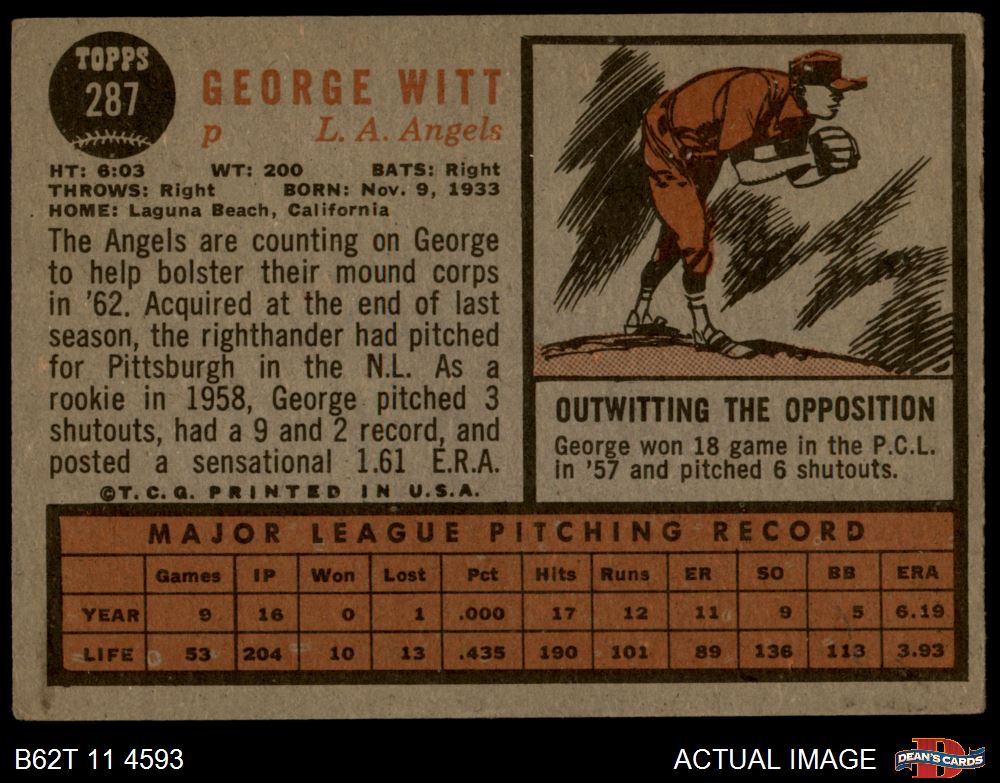 TOPPS
287
GEORGE WITT
p L. A. Angels
HT: 6:03 WT: 200 BATS: Right
THROWS: Right BORN: Nov. 9, 1933
HOME: Laguna Beach, California
The Angels are counting on George
to help bolster their mound corps
in '62. Acquired at the end of last
season, the righthander had pitched
for Pittsburgh in the N.L. As a
rookie in 1958, George pitched 3
shutouts, had a 9 and 2 record, and
posted a sensational 1.61 E.R.A.
©T.C.G. PRINTED IN U.S.A.
OUTWITTING THE OPPOSITION
George won 18 game in the P.C.L.
in '57 and pitched 6 shutouts.
MAJOR LEAGUE PITCHING RECORD
Games IP Won Lost Pct Hits Runs ER SO BB ERA
YEAR 9 16 0 1 .000 17 12 11 9 5 6.19
LIFE 53 204 10 13 .435 190 101 89 136 113 3.93
B62T 11 4593 ACTUAL IMAGE
D
DEAN'S CARDS